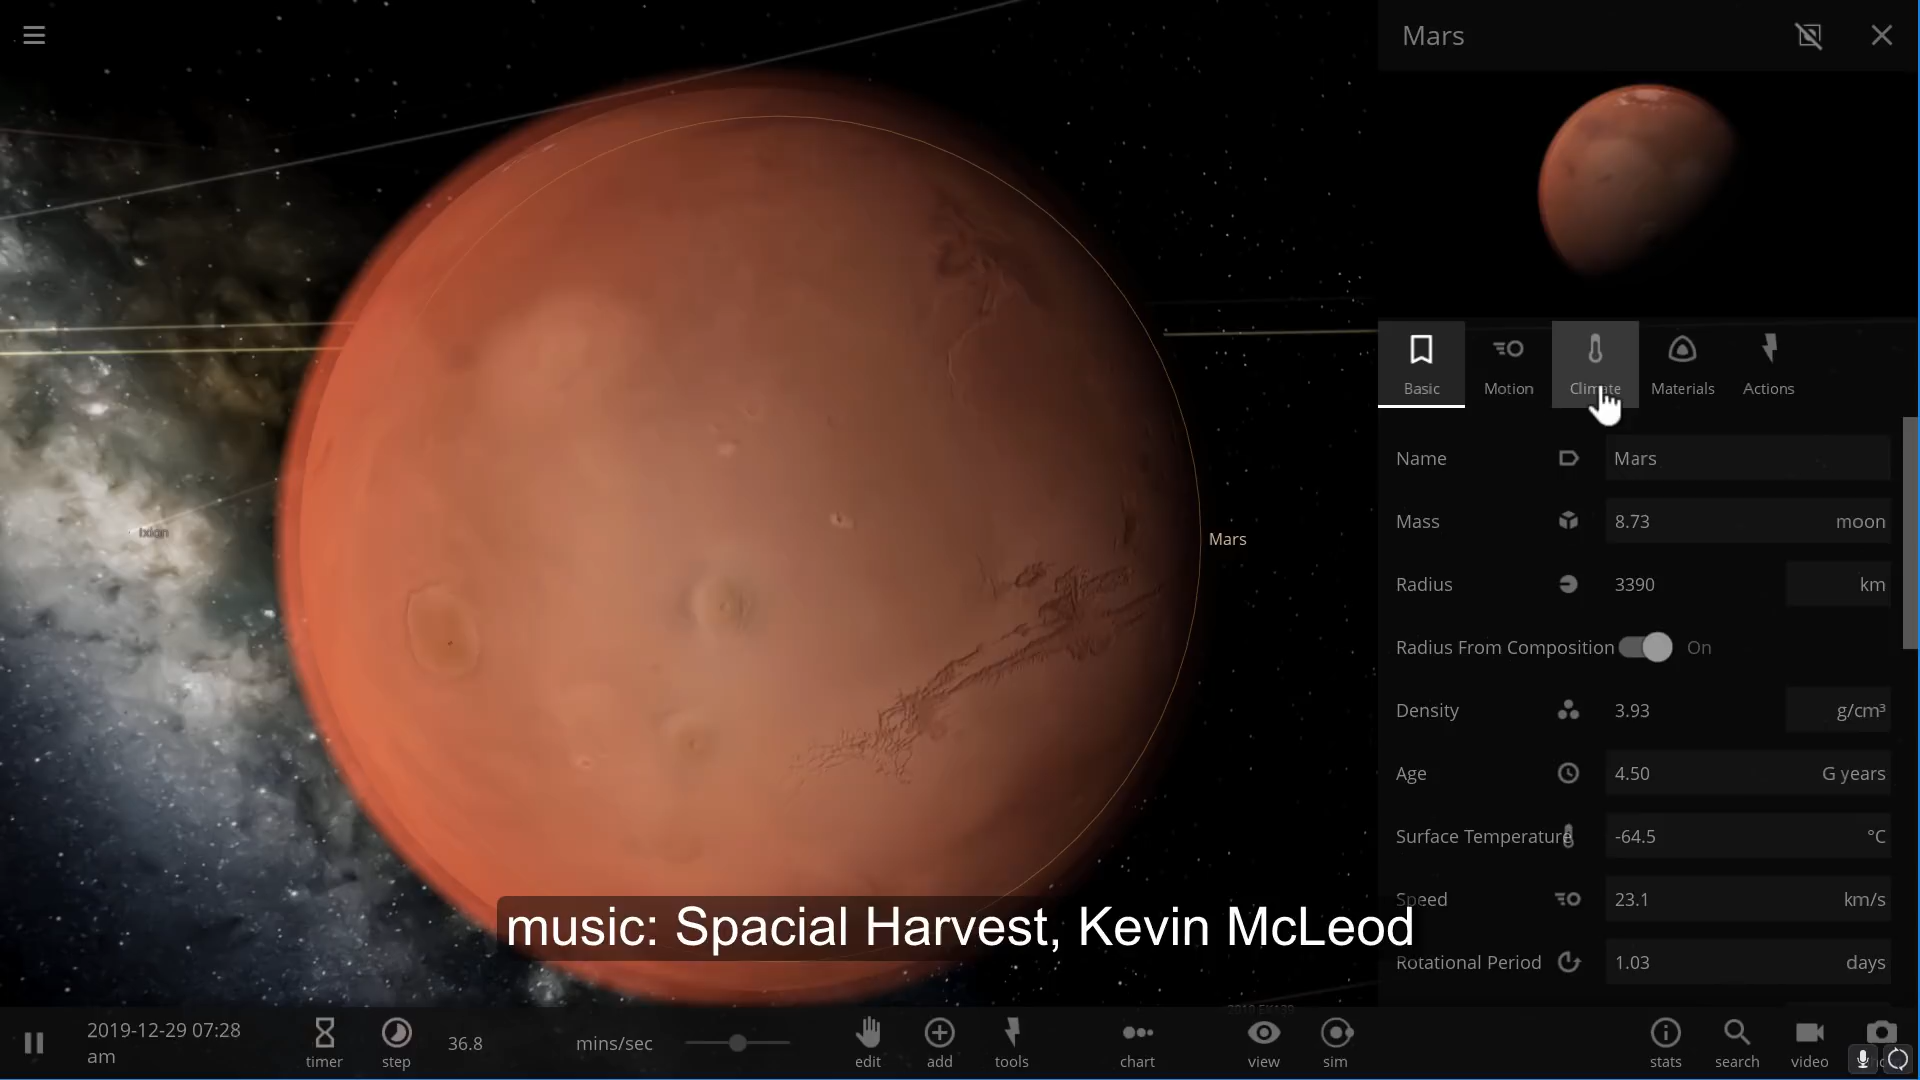 Mars
Basic
Motion
Climate
Materials
Actions
Name
Mars
Mass
8.73
moon
Radius
3390
km
Radius From Composition
On
Density
3.93
g/cm³
Age
4.50
G years
Surface Temperature
-64.5
°C
Speed
23.1
km/s
Rotational Period
1.03
days
Ixion
Mars
music: Spacial Harvest, Kevin McLeod
2019-12-29 07:28
am
timer
step
36.8
mins/sec
edit
add
tools
chart
view
sim
stats
search
video